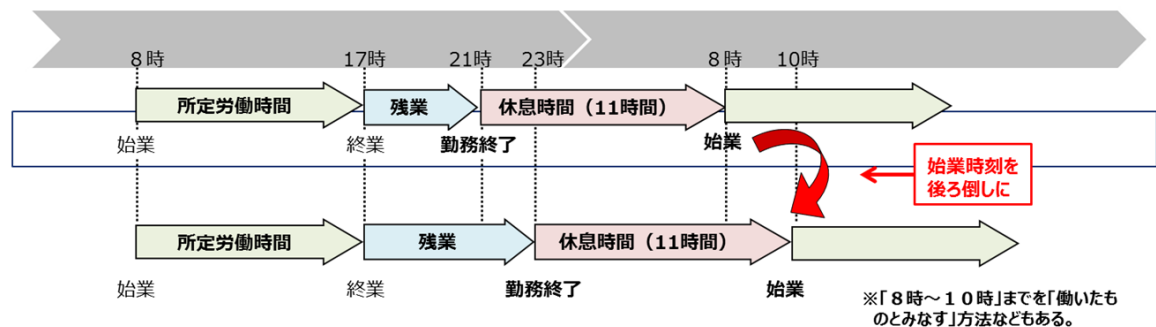 ８時 17時 21時 23時 8時 10時
所定労働時間 残業 休息時間（11時間）
始業 終業 勤務終了 始業
始業時刻を
後ろ倒しに
所定労働時間 残業 休息時間（11時間）
始業 終業 勤務終了 始業
※「８時～１０時」までを「働いたも
のとみなす」方法などもある。